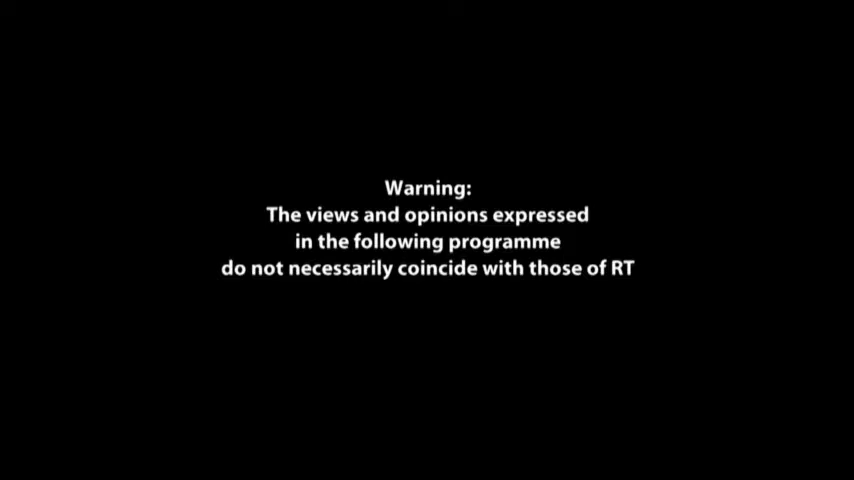 Warning:
The views and opinions expressed
in the following programme
do not necessarily coincide with those of RT